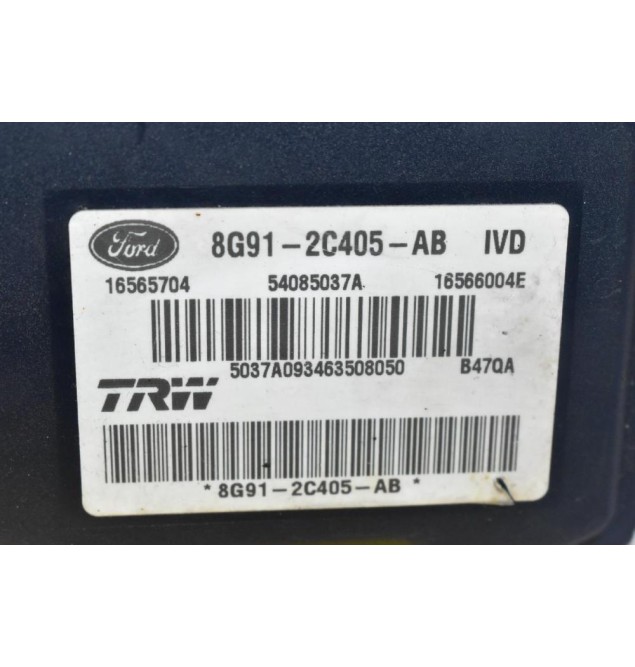 Ford 8G91-2C405-AB IVD
16565704 54085037A 16566004E
5037A093463508050 B47QA
TRW
*8G91-2C405-AB*